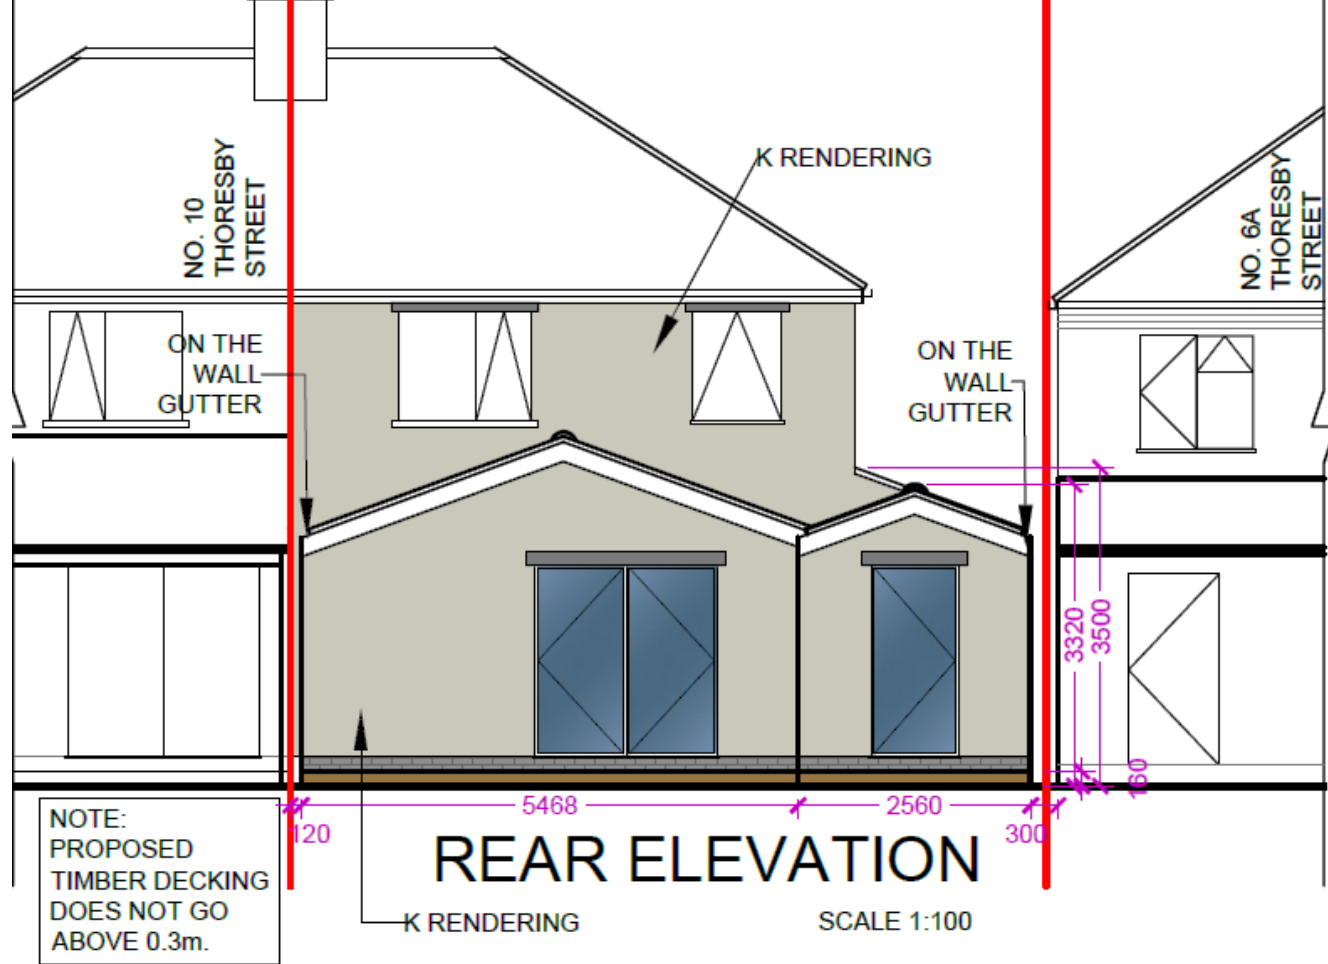 K RENDERING
NO. 10
THORESBY
STREET
NO. 6A
THORESBY
STREET
ON THE
WALL
GUTTER
ON THE
WALL
GUTTER
3320
3500
160
5468
2560
120
300
NOTE:
PROPOSED
TIMBER DECKING
DOES NOT GO
ABOVE 0.3m.
REAR ELEVATION
K RENDERING
SCALE 1:100